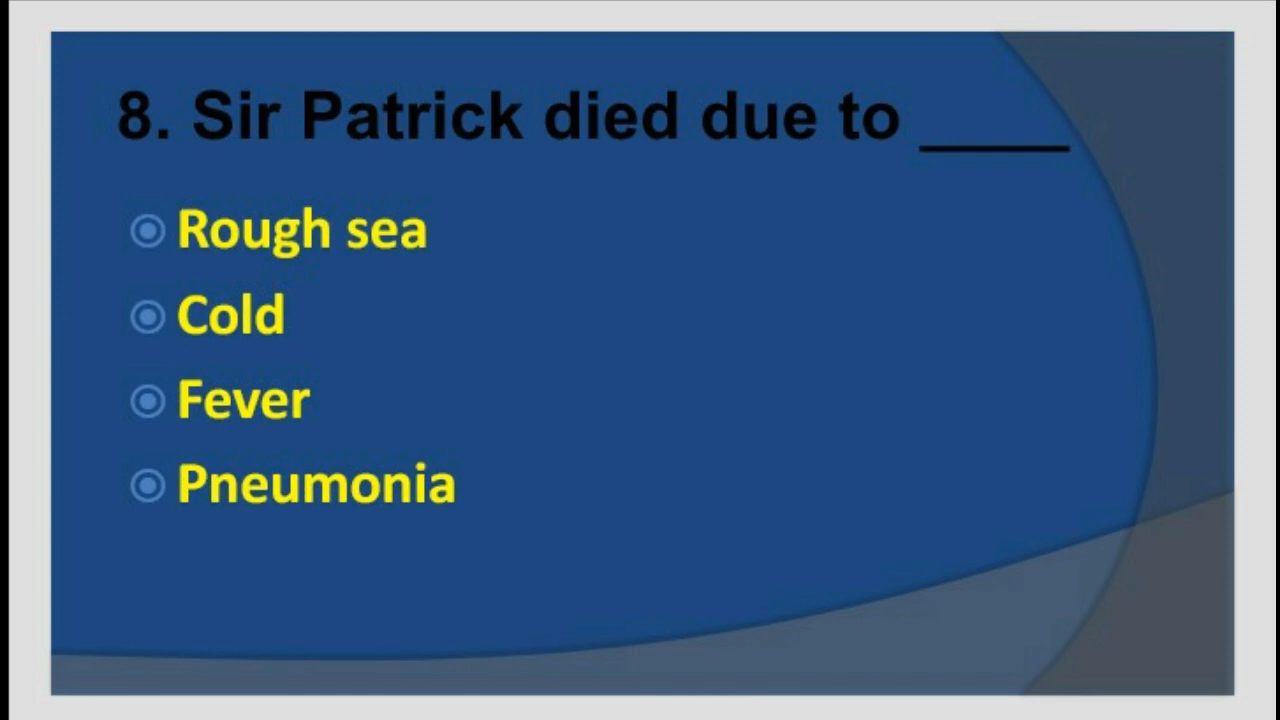 8. Sir Patrick died due to _____
Rough sea
Cold
Fever
Pneumonia